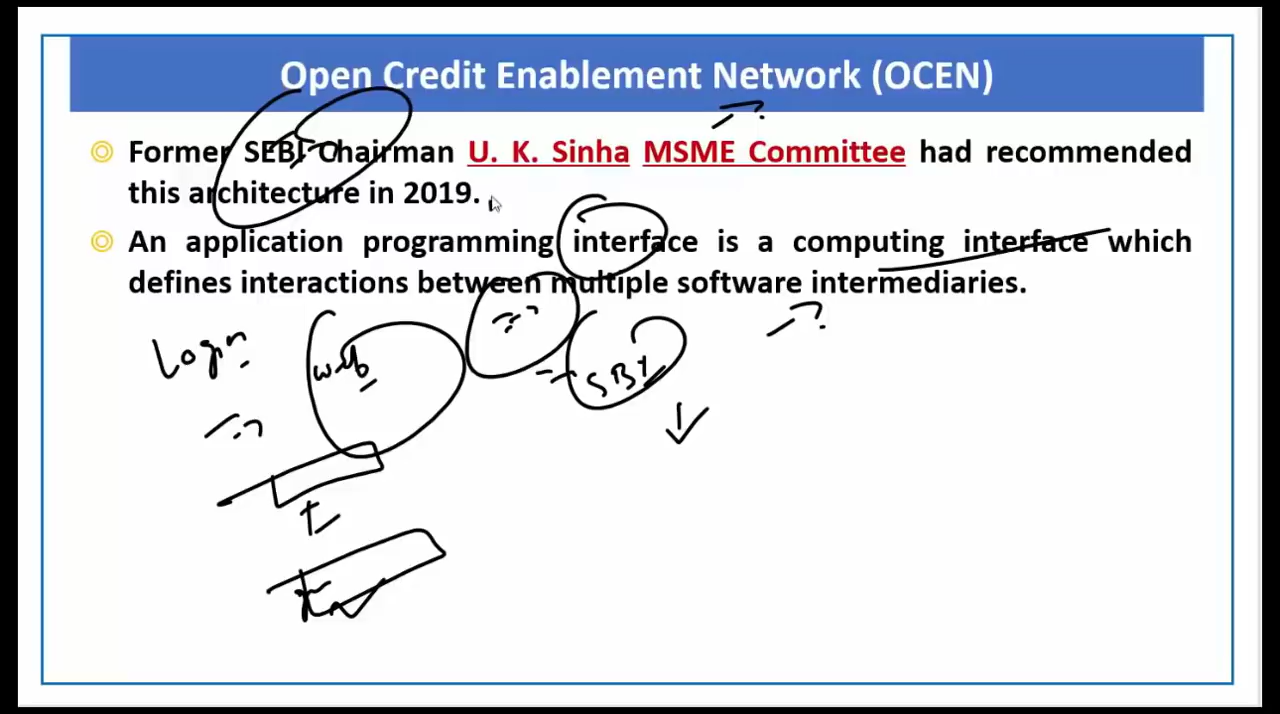 Open Credit Enablement Network (OCEN)
Former SEBI Chairman U. K. Sinha MSME Committee had recommended
this architecture in 2019.
An application programming interface is a computing interface which
defines interactions between multiple software intermediaries.
Login
web
SBI